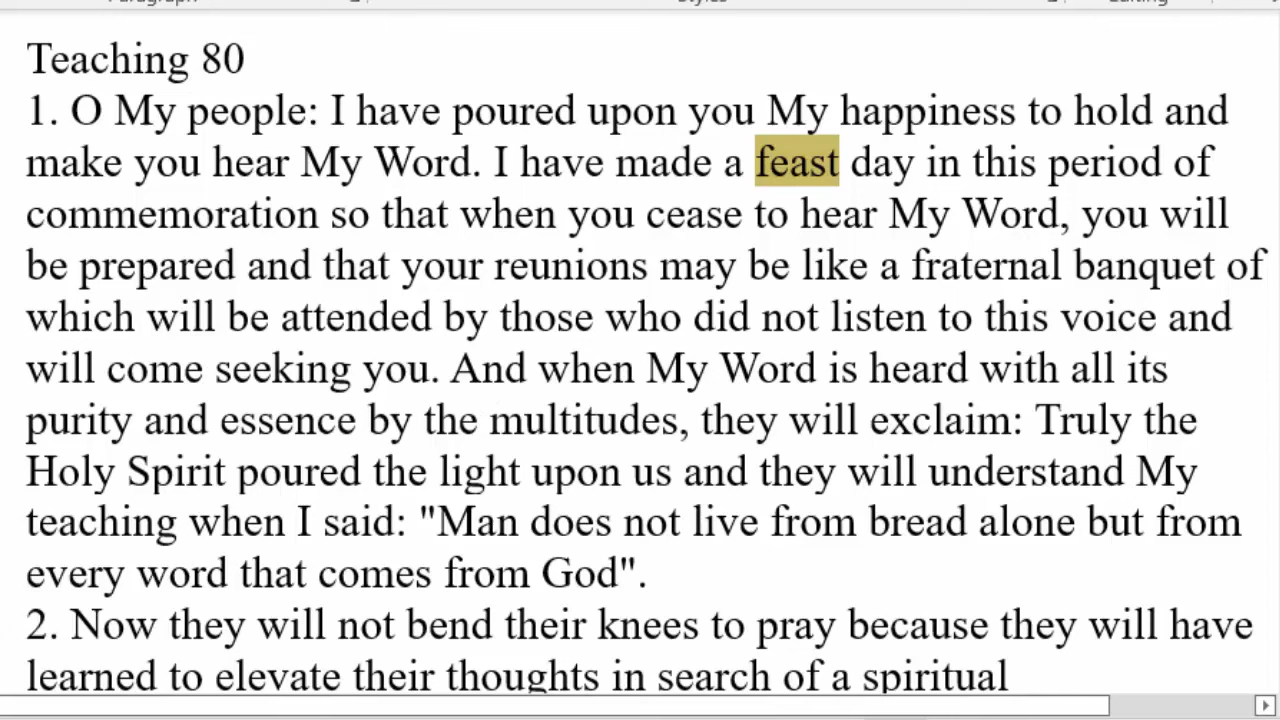 Teaching 80
1. O My people: I have poured upon you My happiness to hold and
make you hear My Word. I have made a feast day in this period of
commemoration so that when you cease to hear My Word, you will
be prepared and that your reunions may be like a fraternal banquet of
which will be attended by those who did not listen to this voice and
will come seeking you. And when My Word is heard with all its
purity and essence by the multitudes, they will exclaim: Truly the
Holy Spirit poured the light upon us and they will understand My
teaching when I said: "Man does not live from bread alone but from
every word that comes from God".
2. Now they will not bend their knees to pray because they will have
learned to elevate their thoughts in search of a spiritual